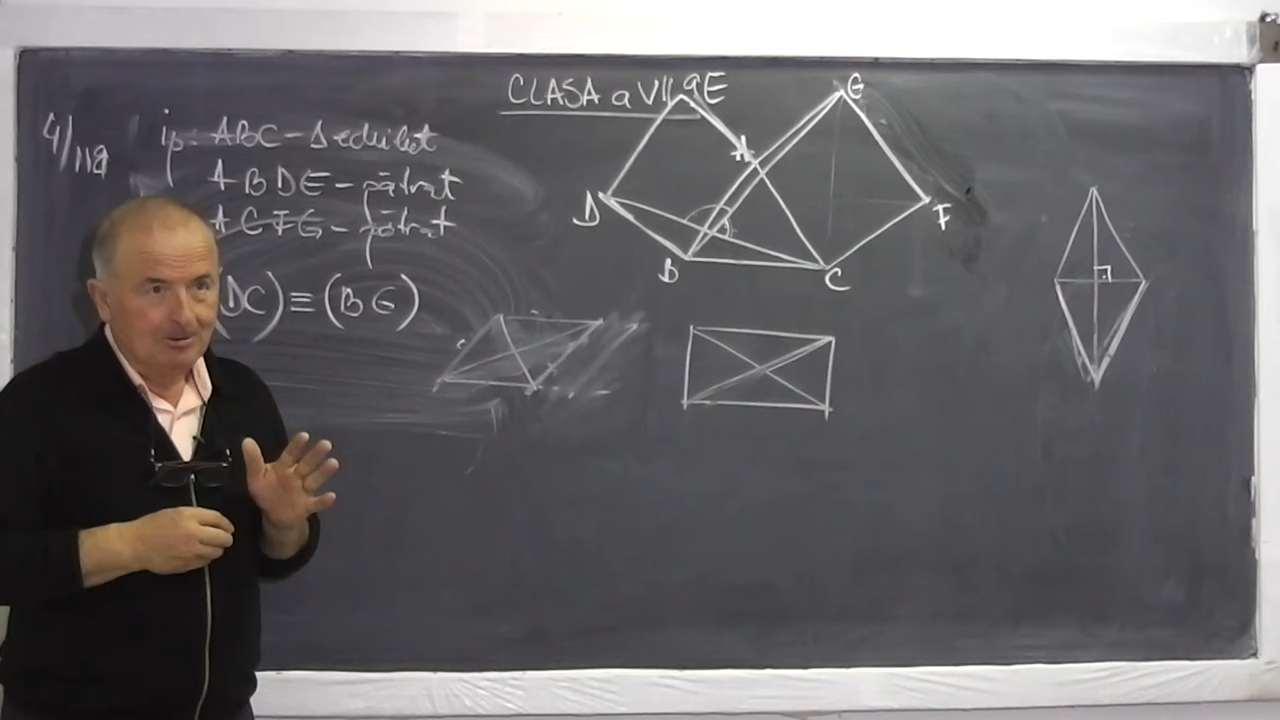 CLASA a VII a
4/118
ip: ABC - Δ echilat
ABDE - pătrat
ACFG - pătrat
(DC) ≡ (BG)
E
G
A
D
F
B
C